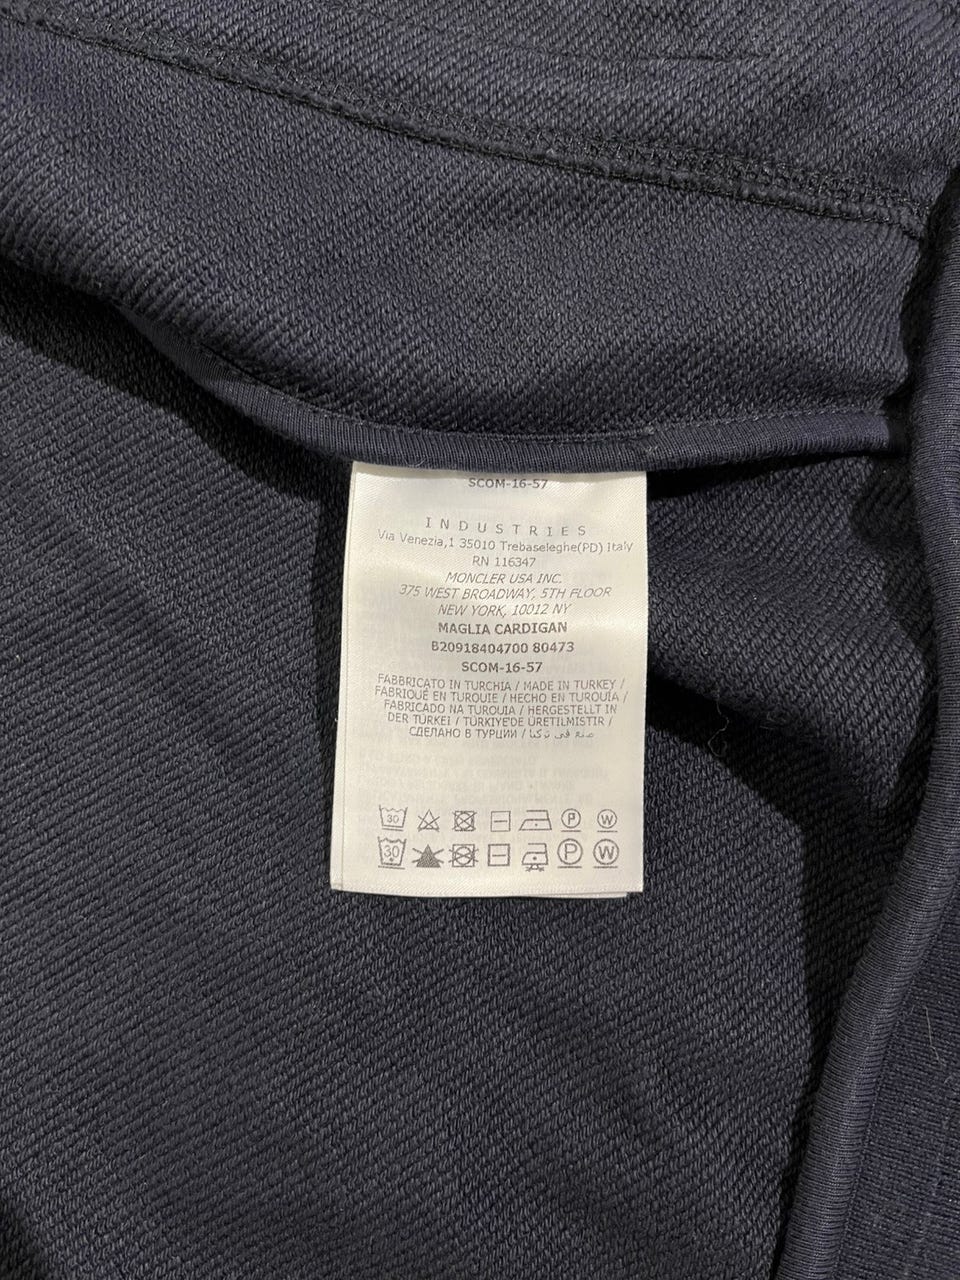 SCOM-16-57
INDUSTRIES
Via Venezia,1 35010 Trebaseleghe(PD) Italy
RN 116347
MONCLER USA INC.
375 WEST BROADWAY, 5TH FLOOR
NEW YORK, 10012 NY
MAGLIA CARDIGAN
B20918404700 80473
SCOM-16-57
FABBRICATO IN TURCHIA / MADE IN TURKEY /
FABRIQUÉ EN TURQUIE / HECHO EN TURQUÍA /
FABRICADO NA TURQUIA / HERGESTELLT IN
DER TÜRKEI / TÜRKIYE'DE ÜRETILMISTIR /
СДЕЛАНО В ТУРЦИИ / صنع في تركيا
30 P W
30 P W